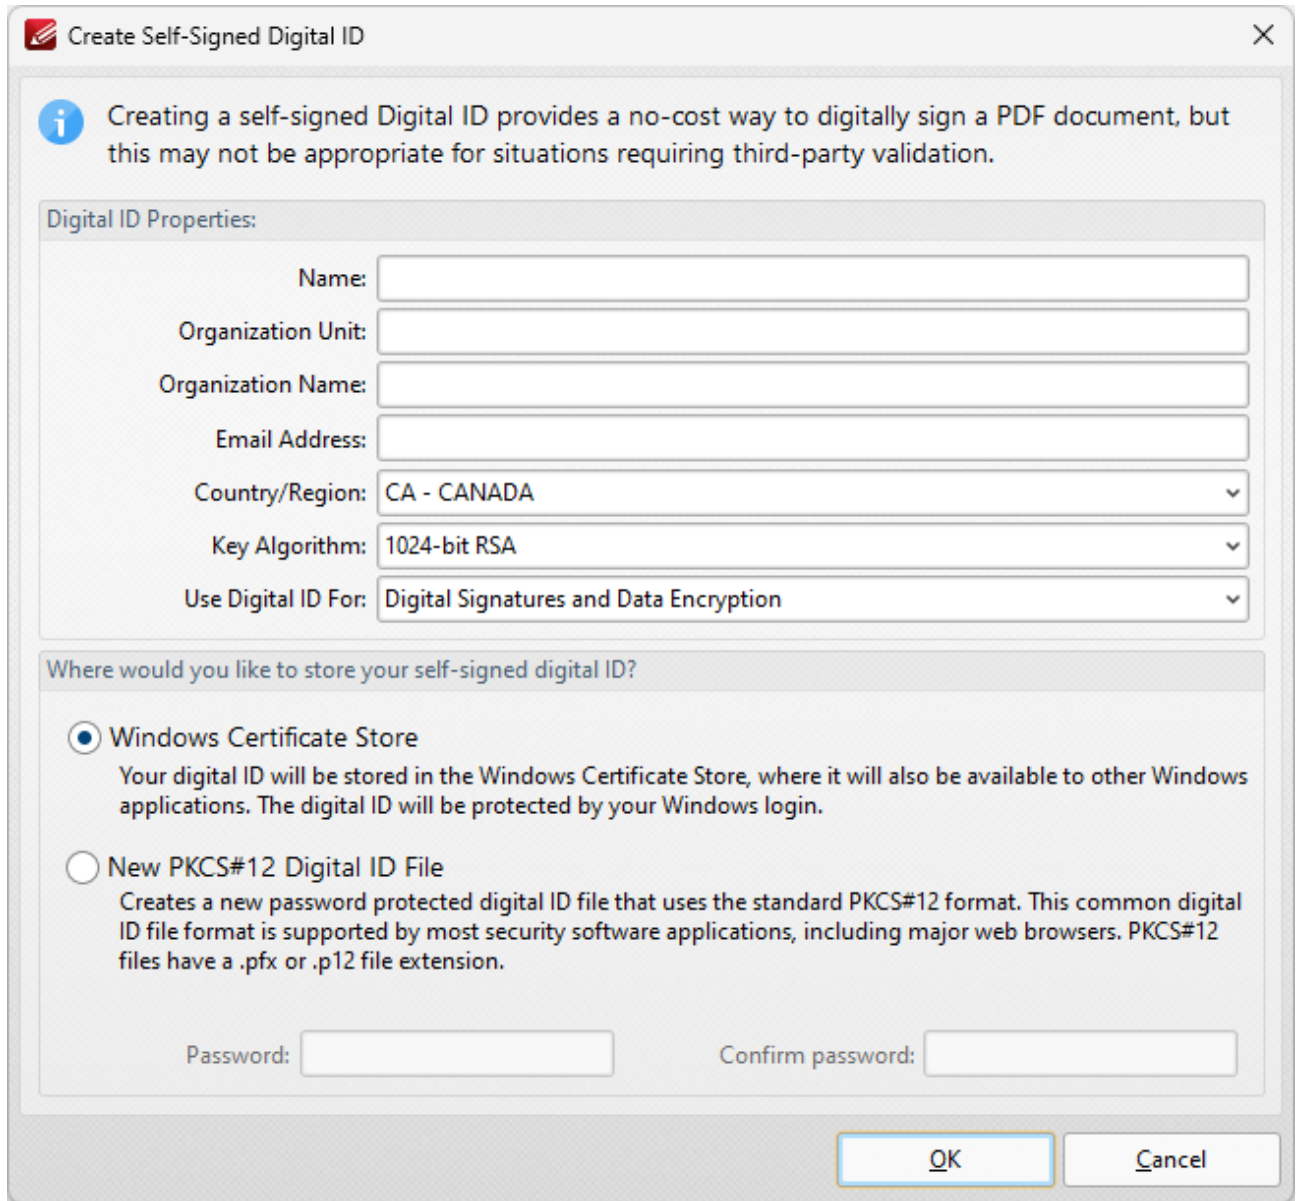 Create Self-Signed Digital ID
Creating a self-signed Digital ID provides a no-cost way to digitally sign a PDF document, but
this may not be appropriate for situations requiring third-party validation.
Digital ID Properties:
Name:
Organization Unit:
Organization Name:
Email Address:
Country/Region: CA - CANADA
Key Algorithm: 1024-bit RSA
Use Digital ID For: Digital Signatures and Data Encryption
Where would you like to store your self-signed digital ID?
Windows Certificate Store
Your digital ID will be stored in the Windows Certificate Store, where it will also be available to other Windows
applications. The digital ID will be protected by your Windows login.
New PKCS#12 Digital ID File
Creates a new password protected digital ID file that uses the standard PKCS#12 format. This common digital
ID file format is supported by most security software applications, including major web browsers. PKCS#12
files have a .pfx or .p12 file extension.
Password: Confirm password:
OK Cancel